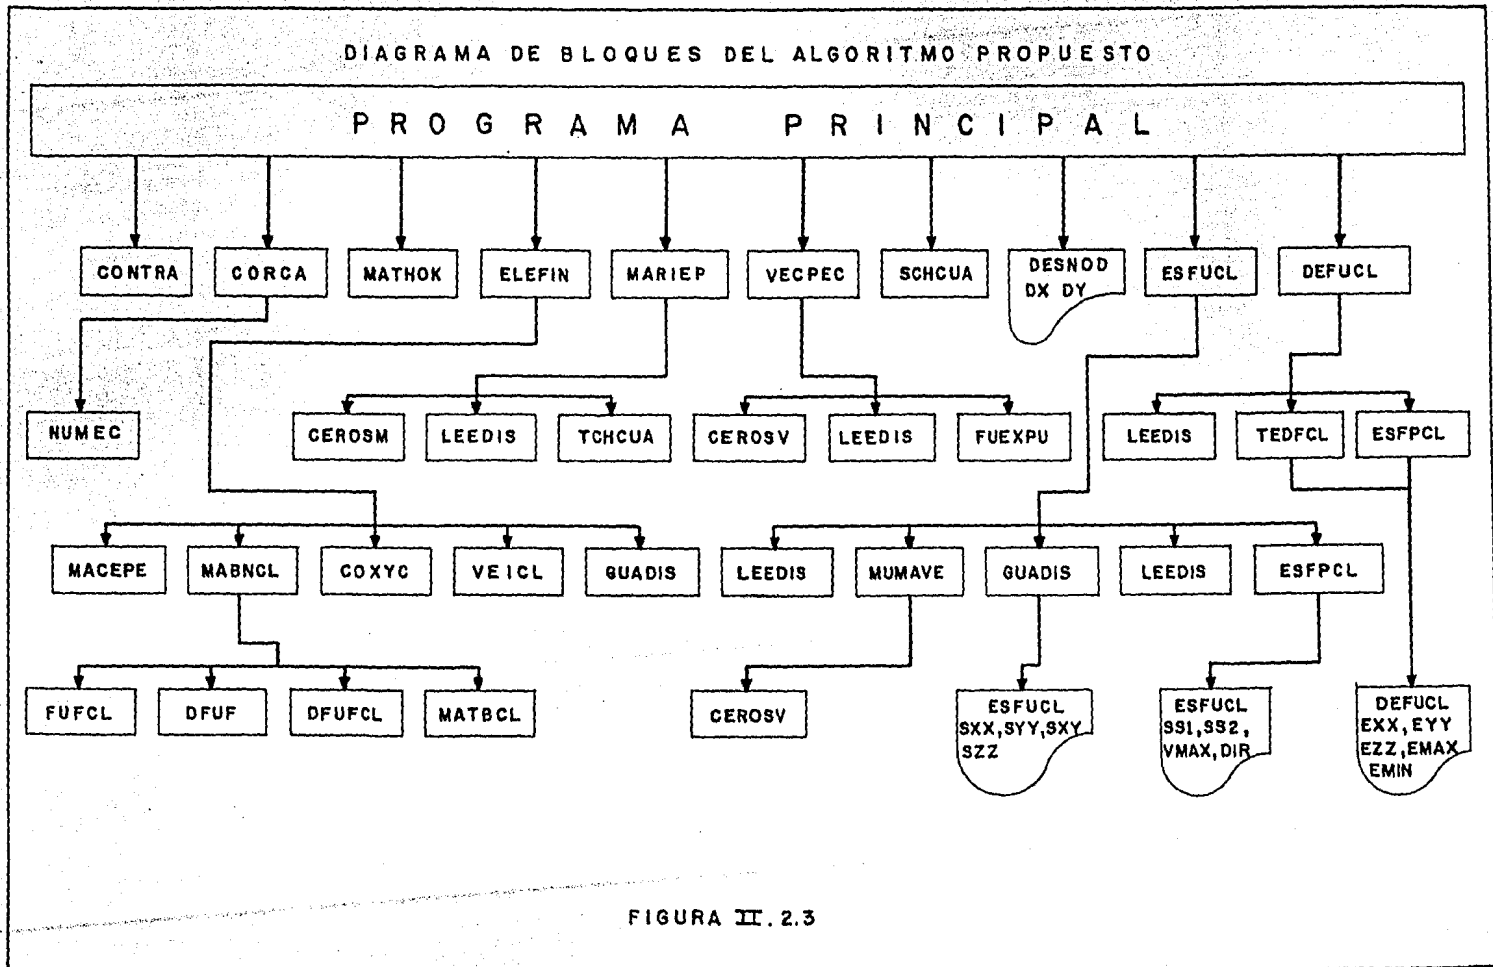 DIAGRAMA DE BLOQUES DEL ALGORITMO PROPUESTO
PROGRAMA PRINCIPAL
CONTRA
CORCA
MATHOK
ELEFIN
MARIEP
VECPEC
SCHCUA
DESNOD
DX DY
ESFUCL
DEFUCL
NUMEC
CEROSM
LEEDIS
TCHCUA
CEROSV
LEEDIS
FUEXPU
LEEDIS
TEDFCL
ESFPCL
MACEPE
MABNCL
COXYC
VEICL
GUADIS
LEEDIS
MUMAVE
GUADIS
LEEDIS
ESFPCL
FUFCL
DFUF
DFUFCL
MATBCL
CEROSV
ESFUCL
SXX,SYY,SXY
SZZ
ESFUCL
SS1,SS2,
VMAX,DIR
DEFUCL
EXX,EYY
EZZ,EMAX
EMIN
FIGURA II.2.3